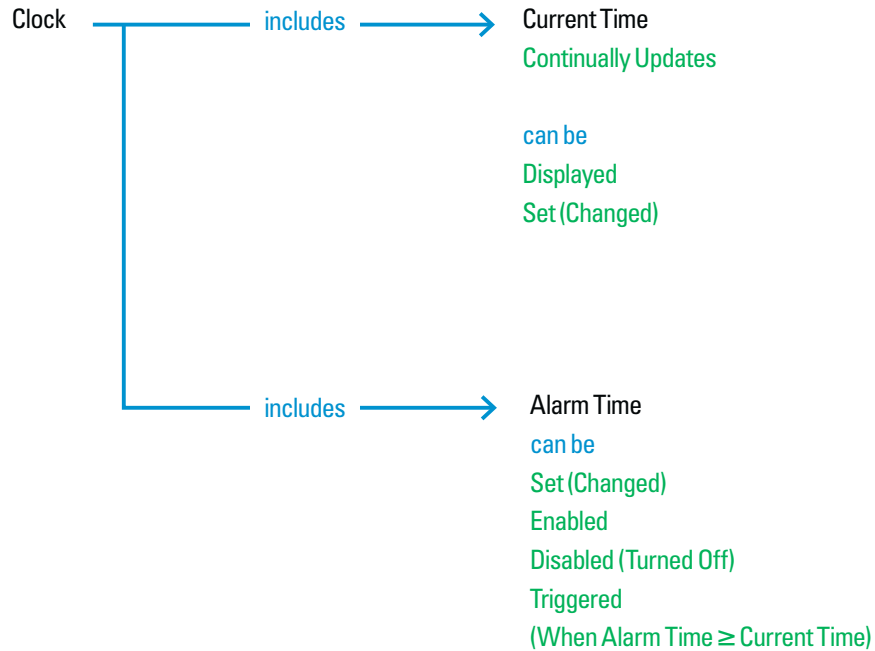 Clock
includes
Current Time
Continually Updates
can be
Displayed
Set (Changed)
includes
Alarm Time
can be
Set (Changed)
Enabled
Disabled (Turned Off)
Triggered
(When Alarm Time ≥ Current Time)